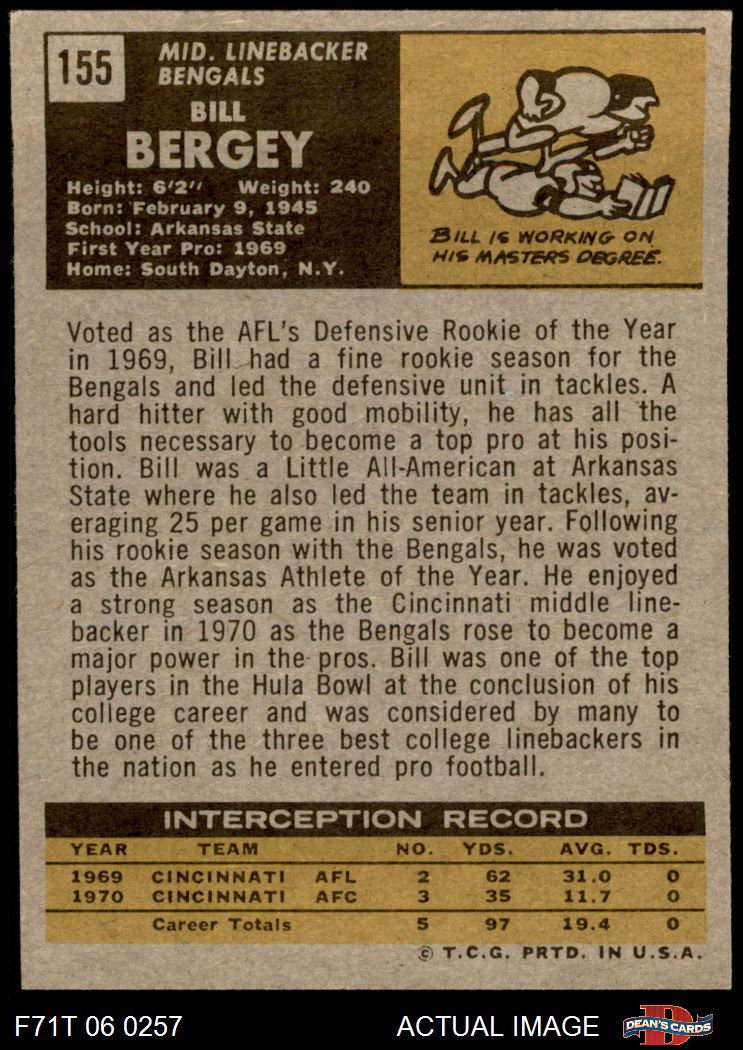 155
MID. LINEBACKER
BENGALS
BILL
BERGEY
Height: 6'2" Weight: 240
Born: February 9, 1945
School: Arkansas State
First Year Pro: 1969
Home: South Dayton, N.Y.
BILL IS WORKING ON
HIS MASTERS DEGREE.
Voted as the AFL's Defensive Rookie of the Year
in 1969, Bill had a fine rookie season for the
Bengals and led the defensive unit in tackles. A
hard hitter with good mobility, he has all the
tools necessary to become a top pro at his posi-
tion. Bill was a Little All-American at Arkansas
State where he also led the team in tackles, av-
eraging 25 per game in his senior year. Following
his rookie season with the Bengals, he was voted
as the Arkansas Athlete of the Year. He enjoyed
a strong season as the Cincinnati middle line-
backer in 1970 as the Bengals rose to become a
major power in the pros. Bill was one of the top
players in the Hula Bowl at the conclusion of his
college career and was considered by many to
be one of the three best college linebackers in
the nation as he entered pro football.
INTERCEPTION RECORD
YEAR TEAM NO. YDS. AVG. TDS.
1969 CINCINNATI AFL 2 62 31.0 0
1970 CINCINNATI AFC 3 35 11.7 0
Career Totals 5 97 19.4 0
© T.C.G. PRTD. IN U.S.A.
F71T 06 0257 ACTUAL IMAGE D DEAN'S CARDS